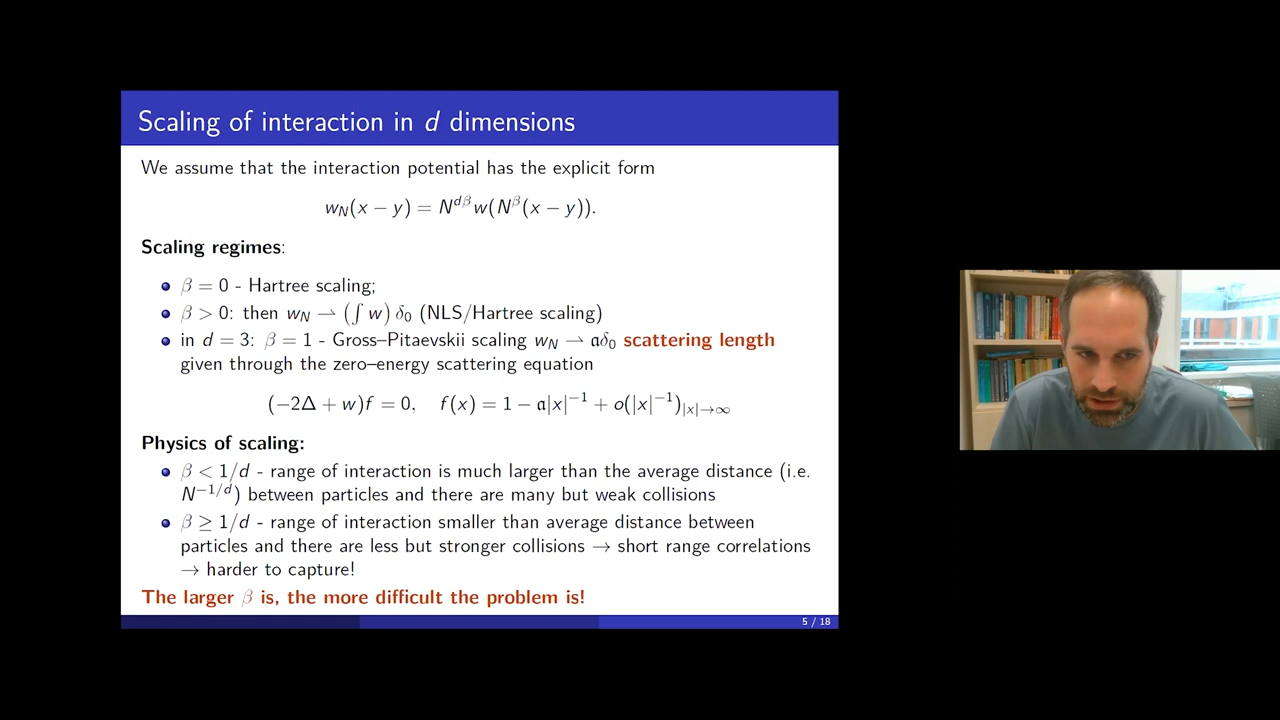 Scaling of interaction in d dimensions
We assume that the interaction potential has the explicit form
w_N(x − y) = N^{dβ} w(N^β(x − y)).
Scaling regimes:
β = 0 - Hartree scaling;
β > 0: then w_N ⇀ (∫ w) δ_0 (NLS/Hartree scaling)
in d = 3: β = 1 - Gross–Pitaevskii scaling w_N ⇀ 𝔞δ_0 scattering length
given through the zero–energy scattering equation
(−2Δ + w)f = 0, f(x) = 1 − 𝔞|x|^{−1} + o(|x|^{−1})_{|x|→∞}
Physics of scaling:
β < 1/d - range of interaction is much larger than the average distance (i.e.
N^{−1/d}) between particles and there are many but weak collisions
β ≥ 1/d - range of interaction smaller than average distance between
particles and there are less but stronger collisions → short range correlations
→ harder to capture!
The larger β is, the more difficult the problem is!
5 / 18